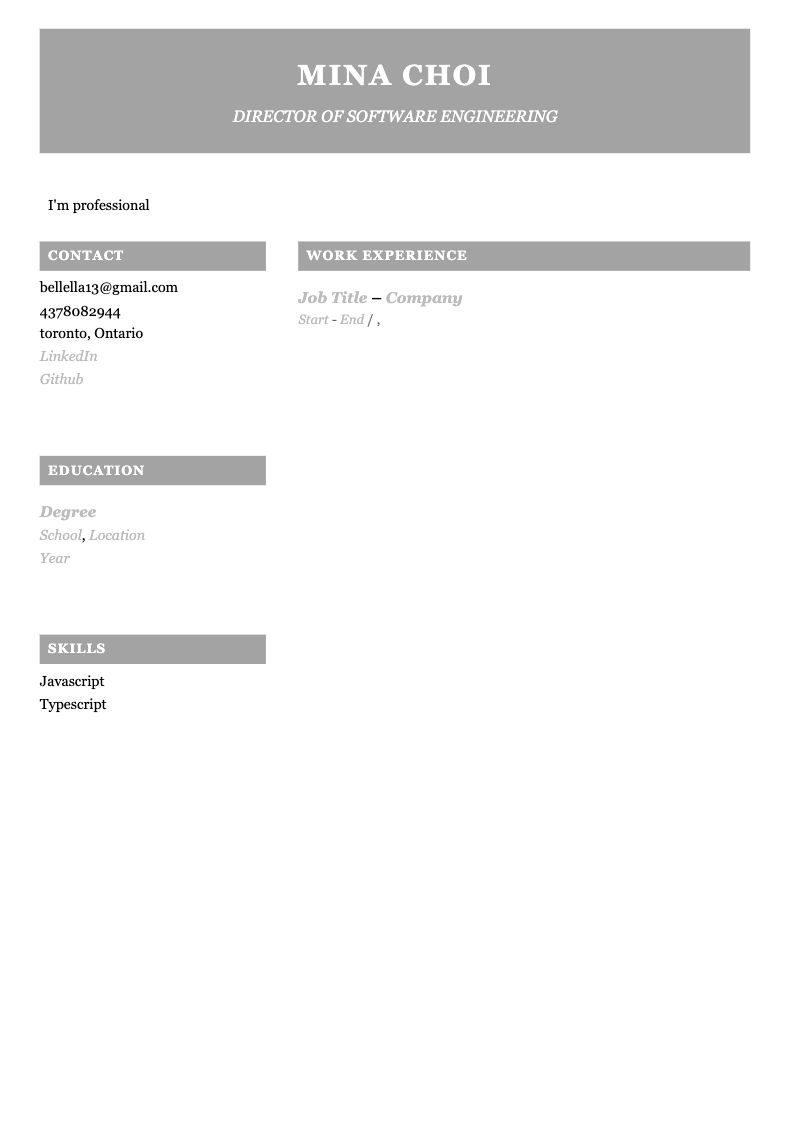 MINA CHOI
DIRECTOR OF SOFTWARE ENGINEERING
I'm professional
CONTACT
bellella13@gmail.com
4378082944
toronto, Ontario
LinkedIn
Github
EDUCATION
Degree
School, Location
Year
SKILLS
Javascript
Typescript
WORK EXPERIENCE
Job Title – Company
Start - End / ,